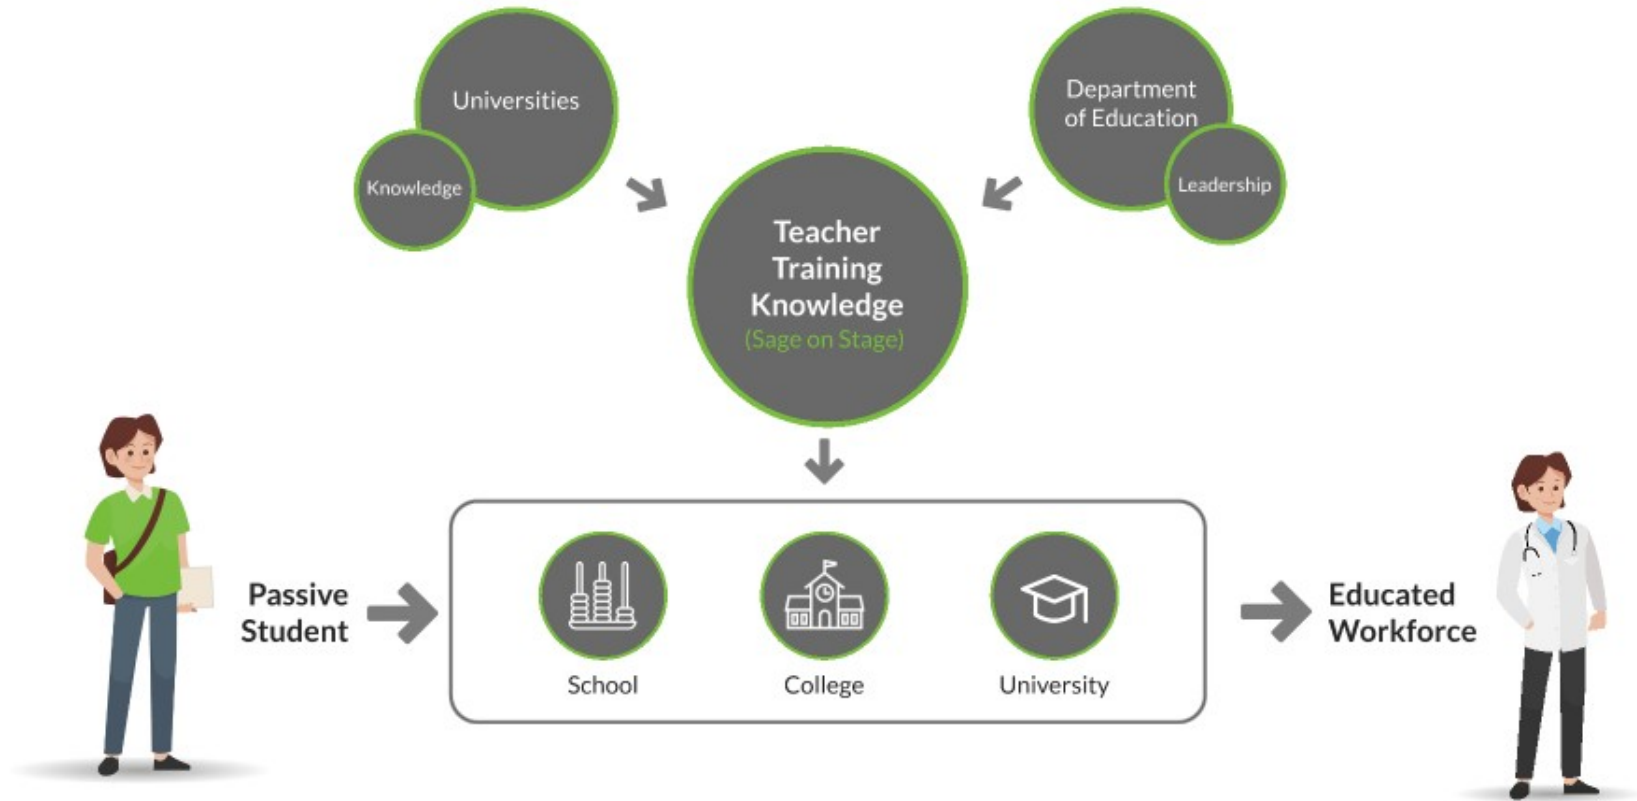 Universities
Knowledge
Department
of Education
Leadership
Teacher
Training
Knowledge
(Sage on Stage)
Passive
Student
School
College
University
Educated
Workforce